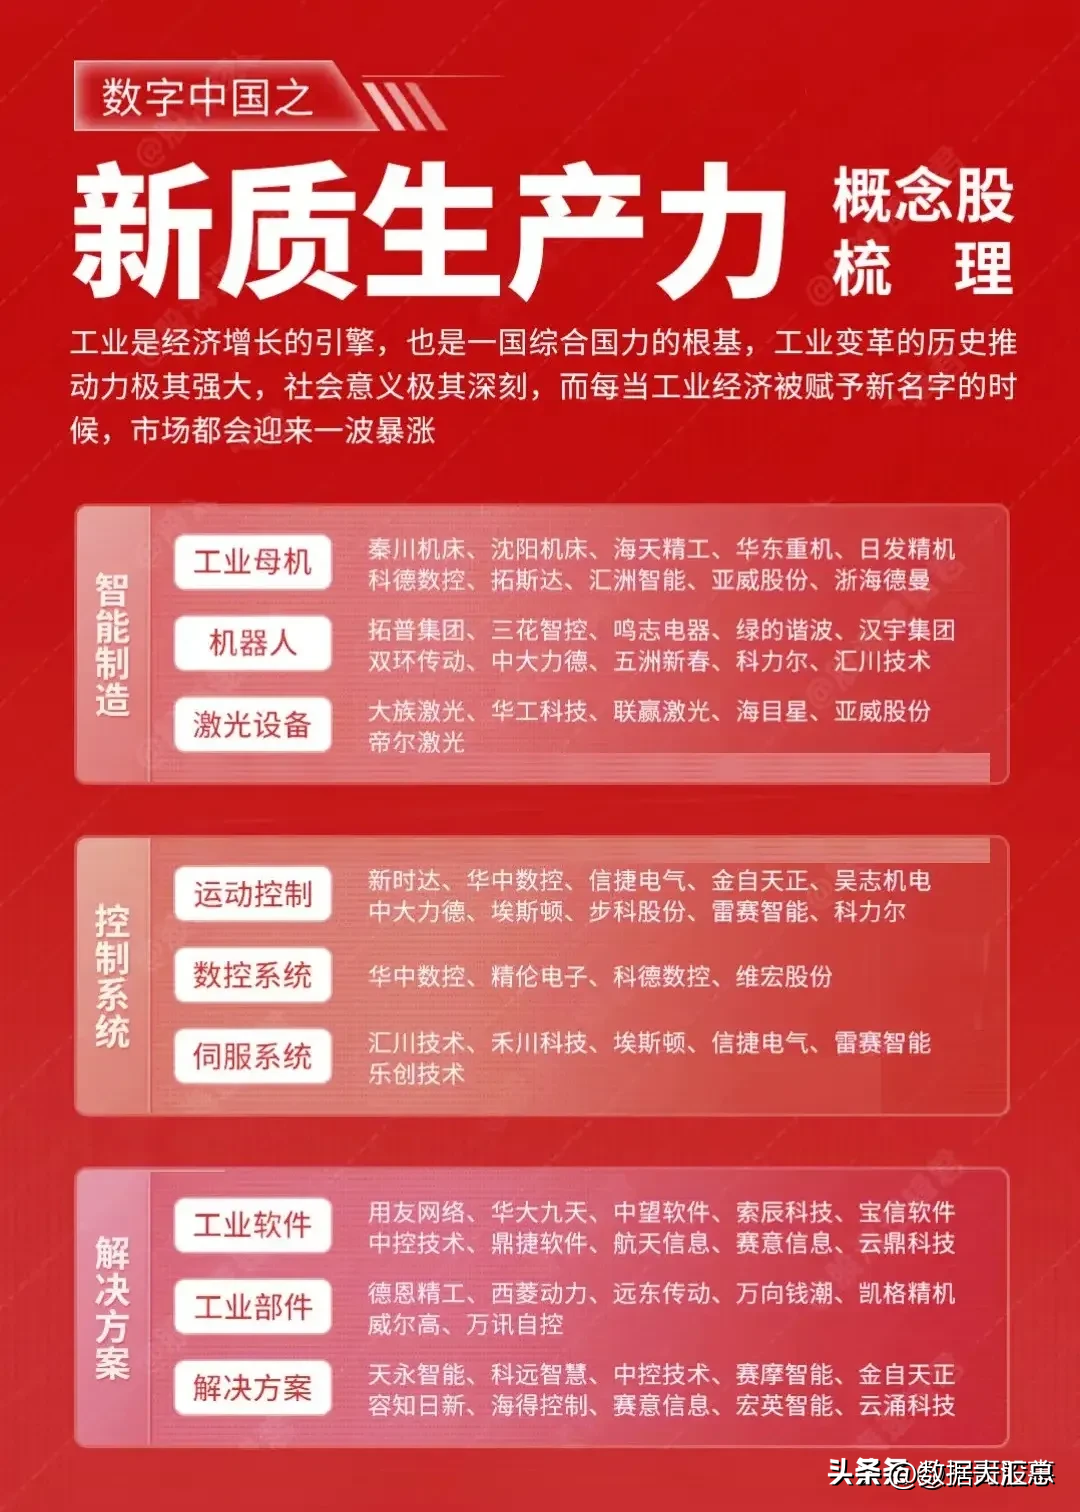 数字中国之
新质生产力
概念股
梳 理
工业是经济增长的引擎，也是一国综合国力的根基，工业变革的历史推
动力极其强大，社会意义极其深刻，而每当工业经济被赋予新名字的时
候，市场都会迎来一波暴涨
智能制造
工业母机
秦川机床、沈阳机床、海天精工、华东重机、日发精机
科德数控、拓斯达、汇洲智能、亚威股份、浙海德曼
机器人
拓普集团、三花智控、鸣志电器、绿的谐波、汉宇集团
双环传动、中大力德、五洲新春、科力尔、汇川技术
激光设备
大族激光、华工科技、联赢激光、海目星、亚威股份
帝尔激光
控制系统
运动控制
新时达、华中数控、信捷电气、金自天正、昊志机电
中大力德、埃斯顿、步科股份、雷赛智能、科力尔
数控系统
华中数控、精伦电子、科德数控、维宏股份
伺服系统
汇川技术、禾川科技、埃斯顿、信捷电气、雷赛智能
乐创技术
解决方案
工业软件
用友网络、华大九天、中望软件、索辰科技、宝信软件
中控技术、鼎捷软件、航天信息、赛意信息、云鼎科技
工业部件
德恩精工、西菱动力、远东传动、万向钱潮、凯格精机
威尔高、万讯自控
解决方案
天永智能、科远智慧、中控技术、赛摩智能、金自天正
容知日新、海得控制、赛意信息、宏英智能、云涌科技
头条